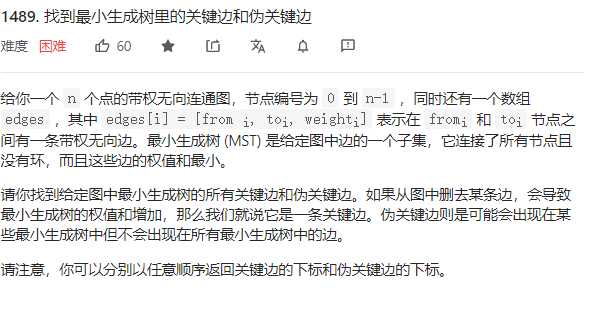 1489. 找到最小生成树里的关键边和伪关键边
难度 困难 60
给你一个 n 个点的带权无向连通图，节点编号为 0 到 n-1 ，同时还有一个数组
edges ，其中 edges[i] = [from i, toi, weighti] 表示在 fromi 和 toi 节点之
间有一条带权无向边。最小生成树 (MST) 是给定图中边的一个子集，它连接了所有节点且
没有环，而且这些边的权值和最小。
请你找到给定图中最小生成树的所有关键边和伪关键边。如果从图中删去某条边，会导致
最小生成树的权值和增加，那么我们就说它是一条关键边。伪关键边则是可能会出现在某
些最小生成树中但不会出现在所有最小生成树中的边。
请注意，你可以分别以任意顺序返回关键边的下标和伪关键边的下标。